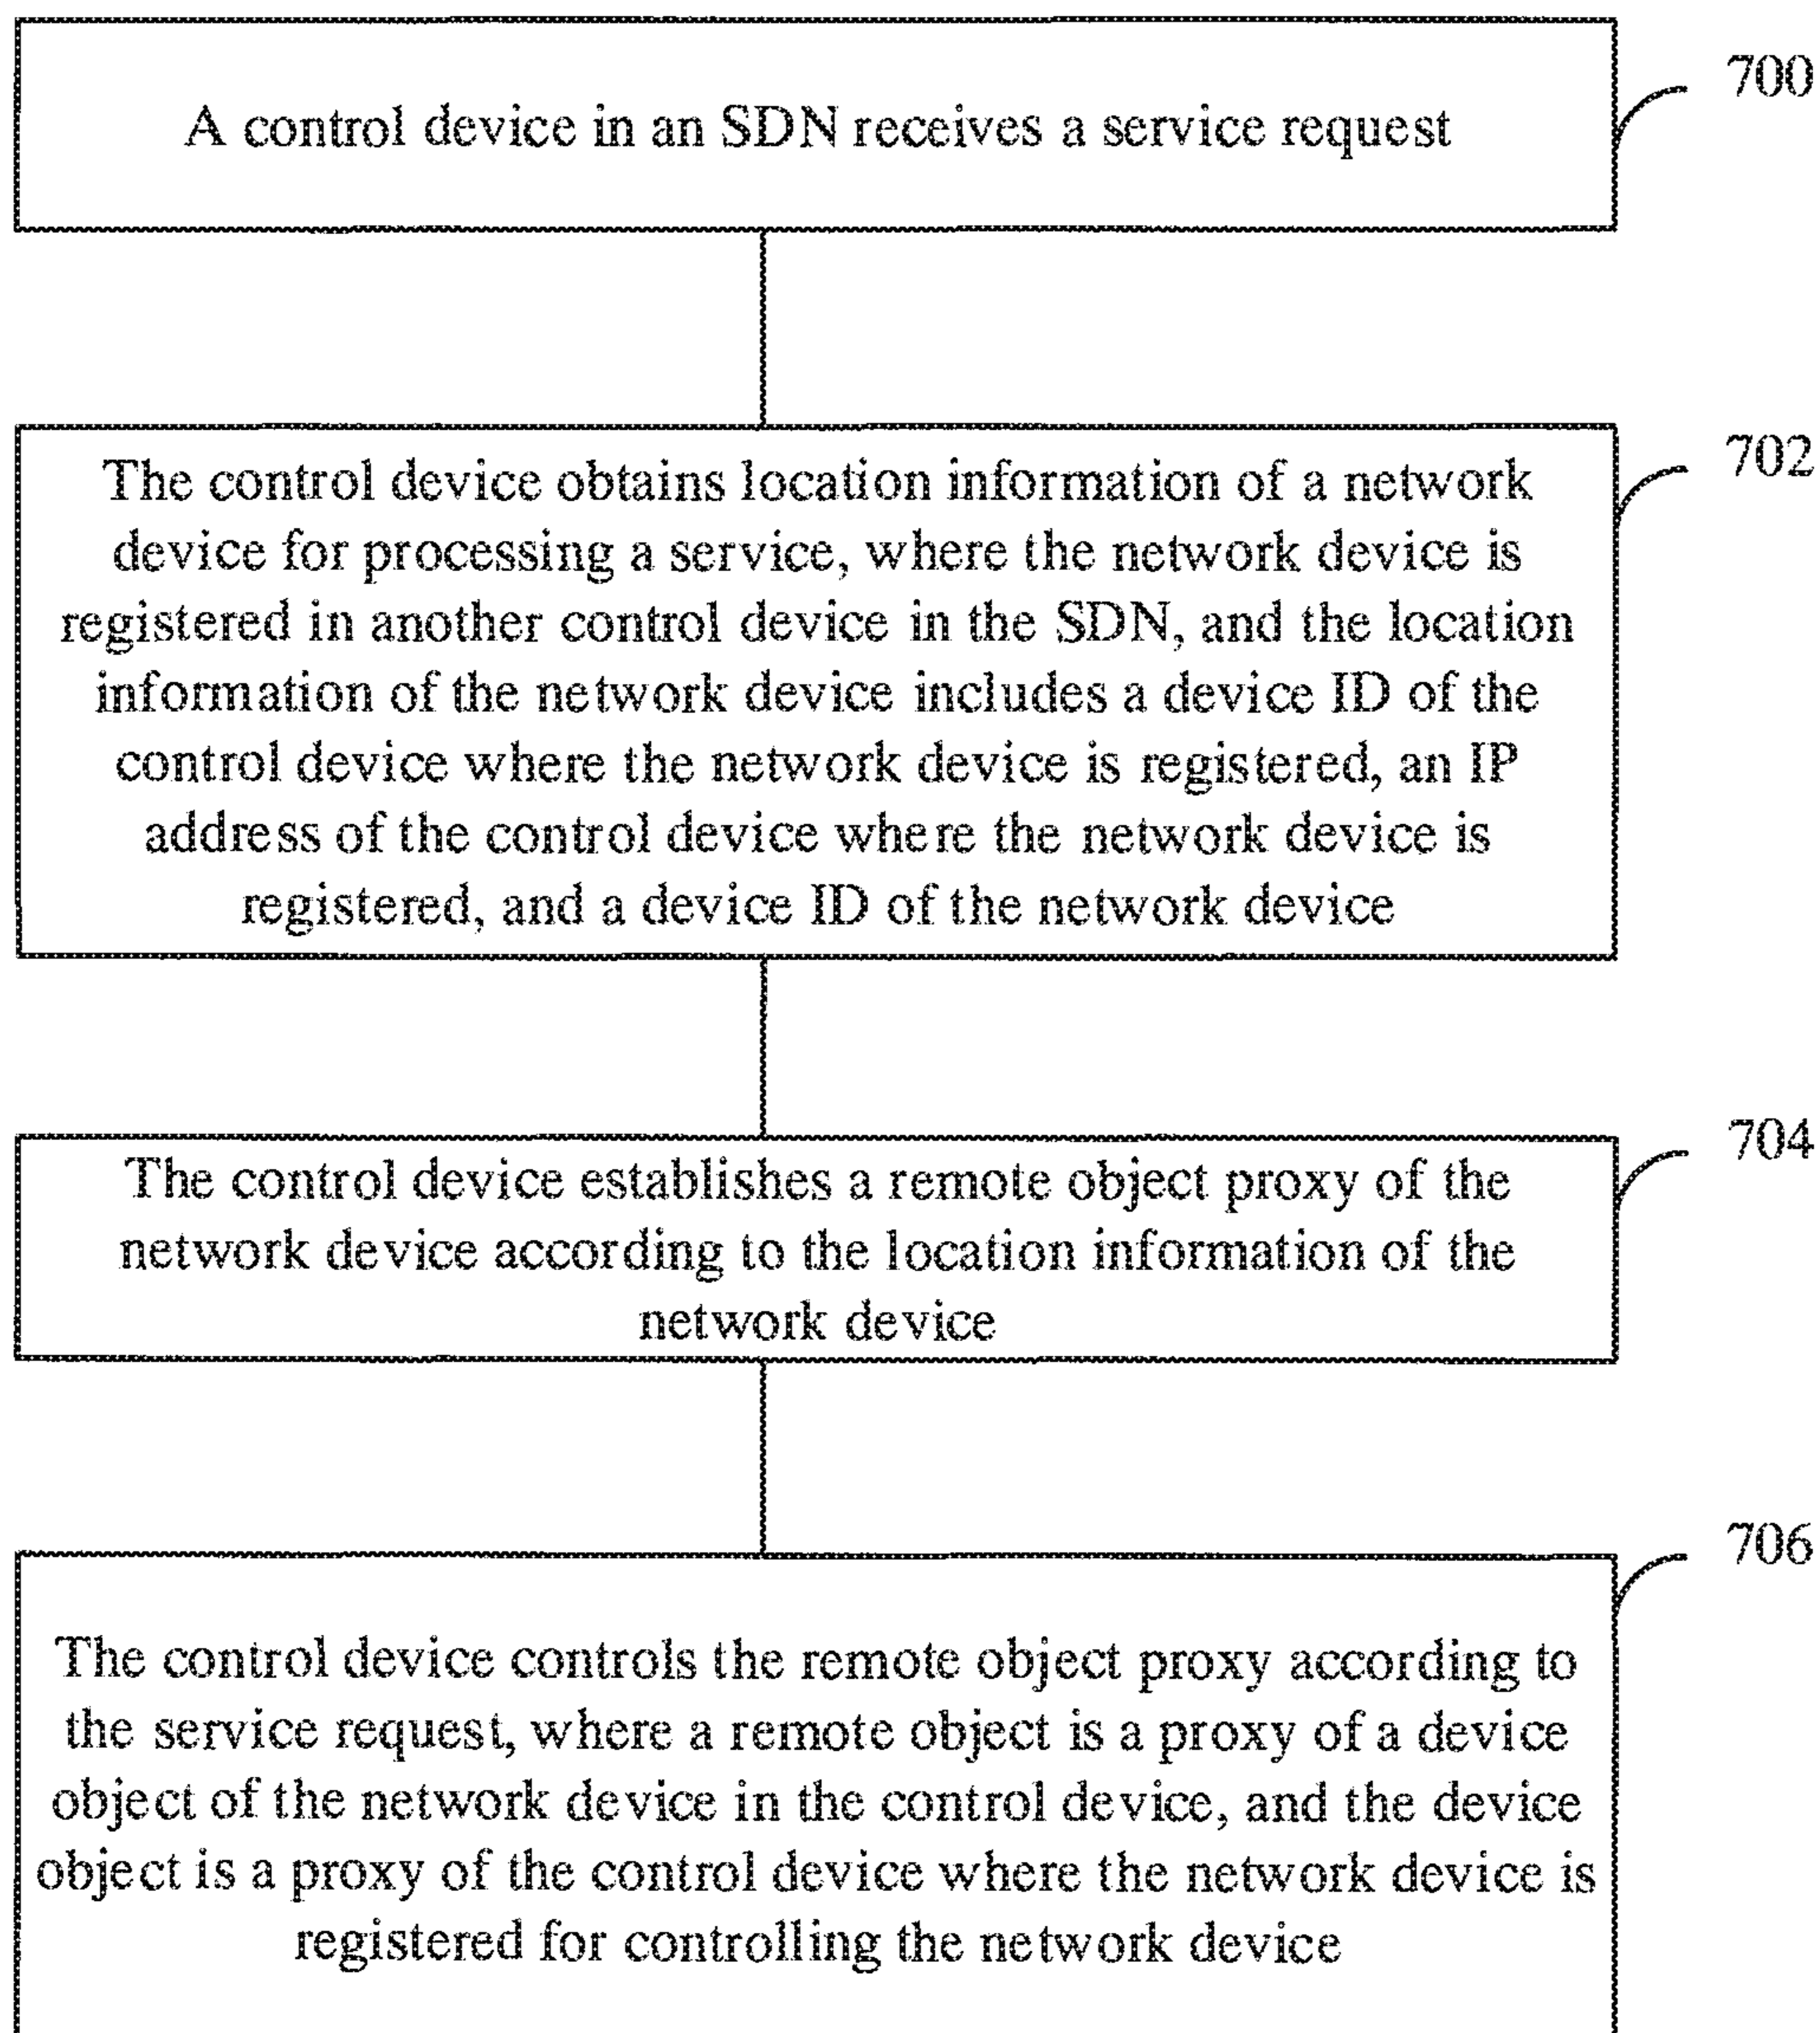 A control device in an SDN receives a service request
700
The control device obtains location information of a network
device for processing a service, where the network device is
registered in another control device in the SDN, and the location
information of the network device includes a device ID of the
control device where the network device is registered, an IP
address of the control device where the network device is
registered, and a device ID of the network device
702
The control device establishes a remote object proxy of the
network device according to the location information of the
network device
704
The control device controls the remote object proxy according to
the service request, where a remote object is a proxy of a device
object of the network device in the control device, and the device
object is a proxy of the control device where the network device is
registered for controlling the network device
706